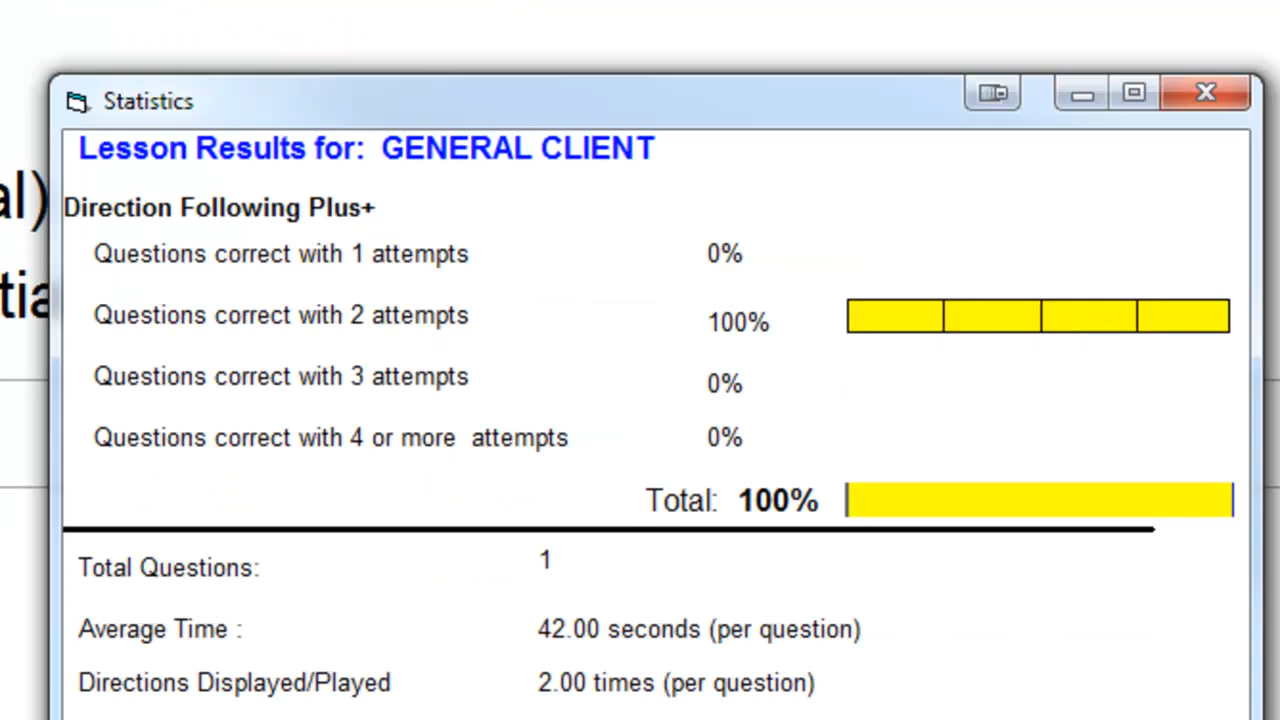 Statistics
Lesson Results for: GENERAL CLIENT
al)
Direction Following Plus+
Questions correct with 1 attempts 0%
tia
Questions correct with 2 attempts 100%
Questions correct with 3 attempts 0%
Questions correct with 4 or more attempts 0%
Total: 100%
Total Questions: 1
Average Time : 42.00 seconds (per question)
Directions Displayed/Played 2.00 times (per question)